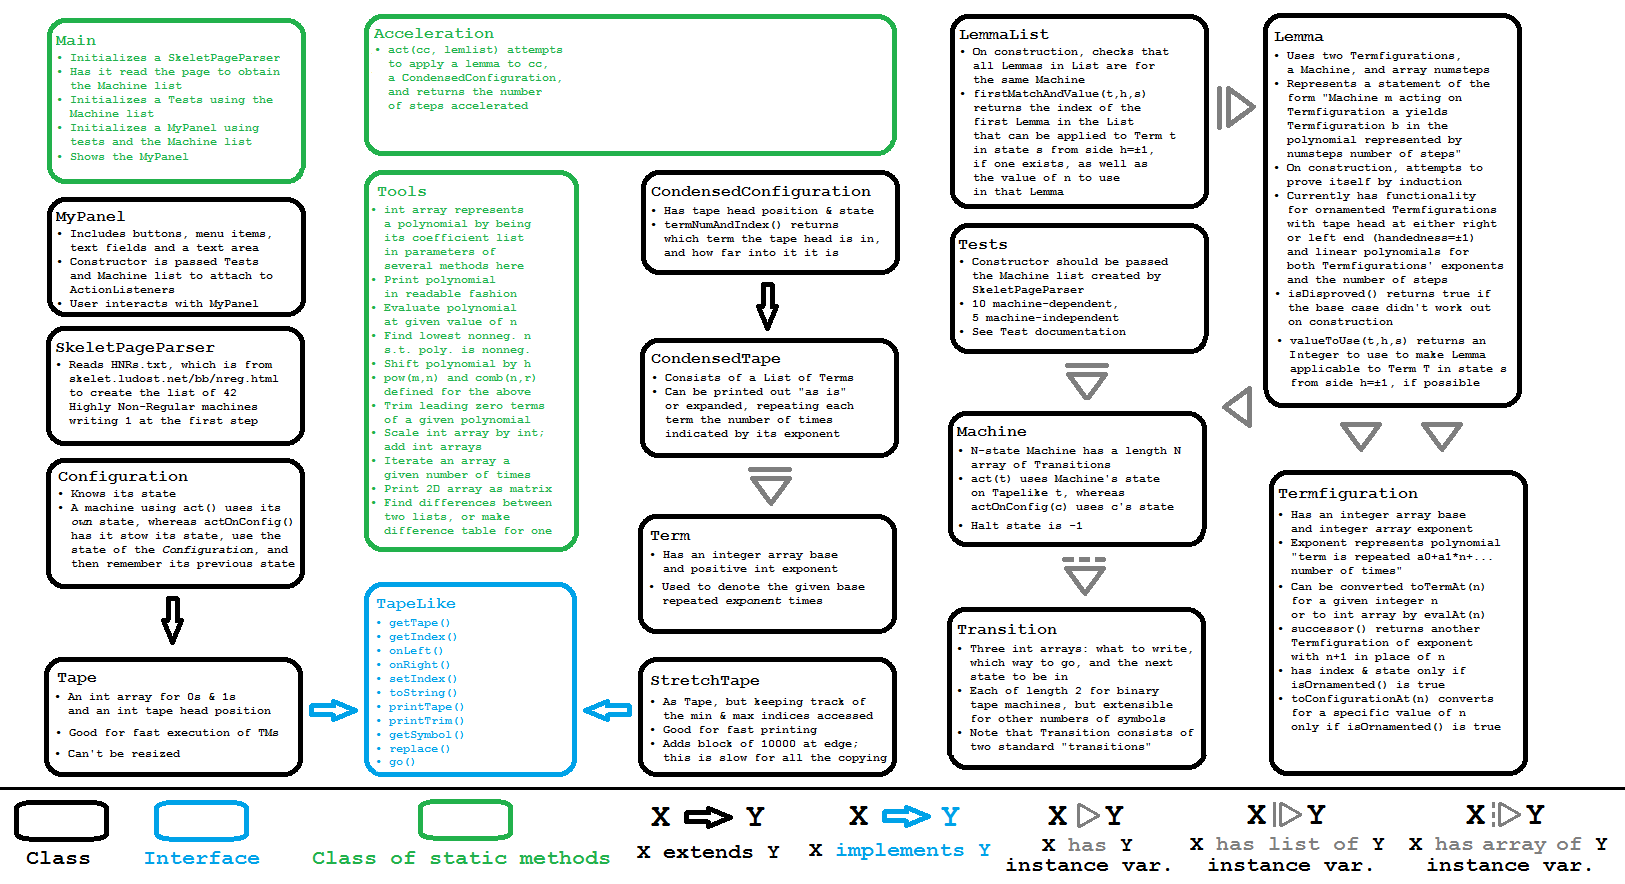 Main
• Initializes a SkeletPageParser
• Has it read the page to obtain
the Machine list
• Initializes a Tests using the
Machine list
• Initializes a MyPanel using
tests and the Machine list
• Shows the MyPanel
MyPanel
• Includes buttons, menu items,
text fields and a text area
• Constructor is passed Tests
and Machine list to attach to
ActionListeners
• User interacts with MyPanel
SkeletPageParser
• Reads HNRs.txt, which is from
skelet.ludost.net/bb/nreg.html
to create the list of 42
Highly Non-Regular machines
writing 1 at the first step
Configuration
• Knows its state
• A machine using act() uses its
own state, whereas actOnConfig()
has it stow its state, use the
state of the Configuration, and
then remember its previous state
Tape
• An int array for 0s & 1s
and an int tape head position
• Good for fast execution of TMs
• Can't be resized
Acceleration
• act(cc, lemlist) attempts
to apply a lemma to cc,
a CondensedConfiguration,
and returns the number
of steps accelerated
Tools
• int array represents
a polynomial by being
its coefficient list
in parameters of
several methods here
• Print polynomial
in readable fashion
• Evaluate polynomial
at given value of n
• Find lowest nonneg. n
s.t. poly. is nonneg.
• Shift polynomial by h
• pow(m,n) and comb(n,r)
defined for the above
• Trim leading zero terms
of a given polynomial
• Scale int array by int;
add int arrays
• Iterate an array a
given number of times
• Print 2D array as matrix
• Find differences between
two lists, or make
difference table for one
TapeLike
• getTape()
• getIndex()
• onLeft()
• onRight()
• setIndex()
• toString()
• printTape()
• printTrim()
• getSymbol()
• replace()
• go()
CondensedConfiguration
• Has tape head position & state
• termNumAndIndex() returns
which term the tape head is in,
and how far into it it is
CondensedTape
• Consists of a List of Terms
• Can be printed out "as is"
or expanded, repeating each
term the number of times
indicated by its exponent
Term
• Has an integer array base
and positive int exponent
• Used to denote the given base
repeated exponent times
StretchTape
• As Tape, but keeping track of
the min & max indices accessed
• Good for fast printing
• Adds block of 10000 at edge;
this is slow for all the copying
LemmaList
• On construction, checks that
all Lemmas in List are for
the same Machine
• firstMatchAndValue(t,h,s)
returns the index of the
first Lemma in the List
that can be applied to Term t
in state s from side h=±1,
if one exists, as well as
the value of n to use
in that Lemma
Tests
• Constructor should be passed
the Machine list created by
SkeletPageParser
• 10 machine-dependent,
5 machine-independent
• See Test documentation
Machine
• N-state Machine has a length N
array of Transitions
• act(t) uses Machine's state
on Tapelike t, whereas
actOnConfig(c) uses c's state
• Halt state is -1
Transition
• Three int arrays: what to write,
which way to go, and the next
state to be in
• Each of length 2 for binary
tape machines, but extensible
for other numbers of symbols
• Note that Transition consists of
two standard "transitions"
Lemma
• Uses two Termfigurations,
a Machine, and array numsteps
• Represents a statement of the
form "Machine m acting on
Termfiguration a yields
Termfiguration b in the
polynomial represented by
numsteps number of steps"
• On construction, attempts to
prove itself by induction
• Currently has functionality
for ornamented Termfigurations
with tape head at either right
or left end (handedness=±1)
and linear polynomials for
both Termfigurations' exponents
and the number of steps
• isDisproved() returns true if
the base case didn't work out
on construction
• valueToUse(t,h,s) returns an
Integer to use to make Lemma
applicable to Term T in state s
from side h=±1, if possible
Termfiguration
• Has an integer array base
and integer array exponent
• Exponent represents polynomial
"term is repeated a0+a1*n+...
number of times"
• Can be converted toTermAt(n)
for a given integer n
or to int array by evalAt(n)
• successor() returns another
Termfiguration of exponent
with n+1 in place of n
• has index & state only if
isOrnamented() is true
• toConfigurationAt(n) converts
for a specific value of n
only if isOrnamented() is true
Class
Interface
Class of static methods
X Y
X extends Y
X Y
X implements Y
X Y
X has Y
instance var.
X Y
X has list of Y
instance var.
X Y
X has array of Y
instance var.